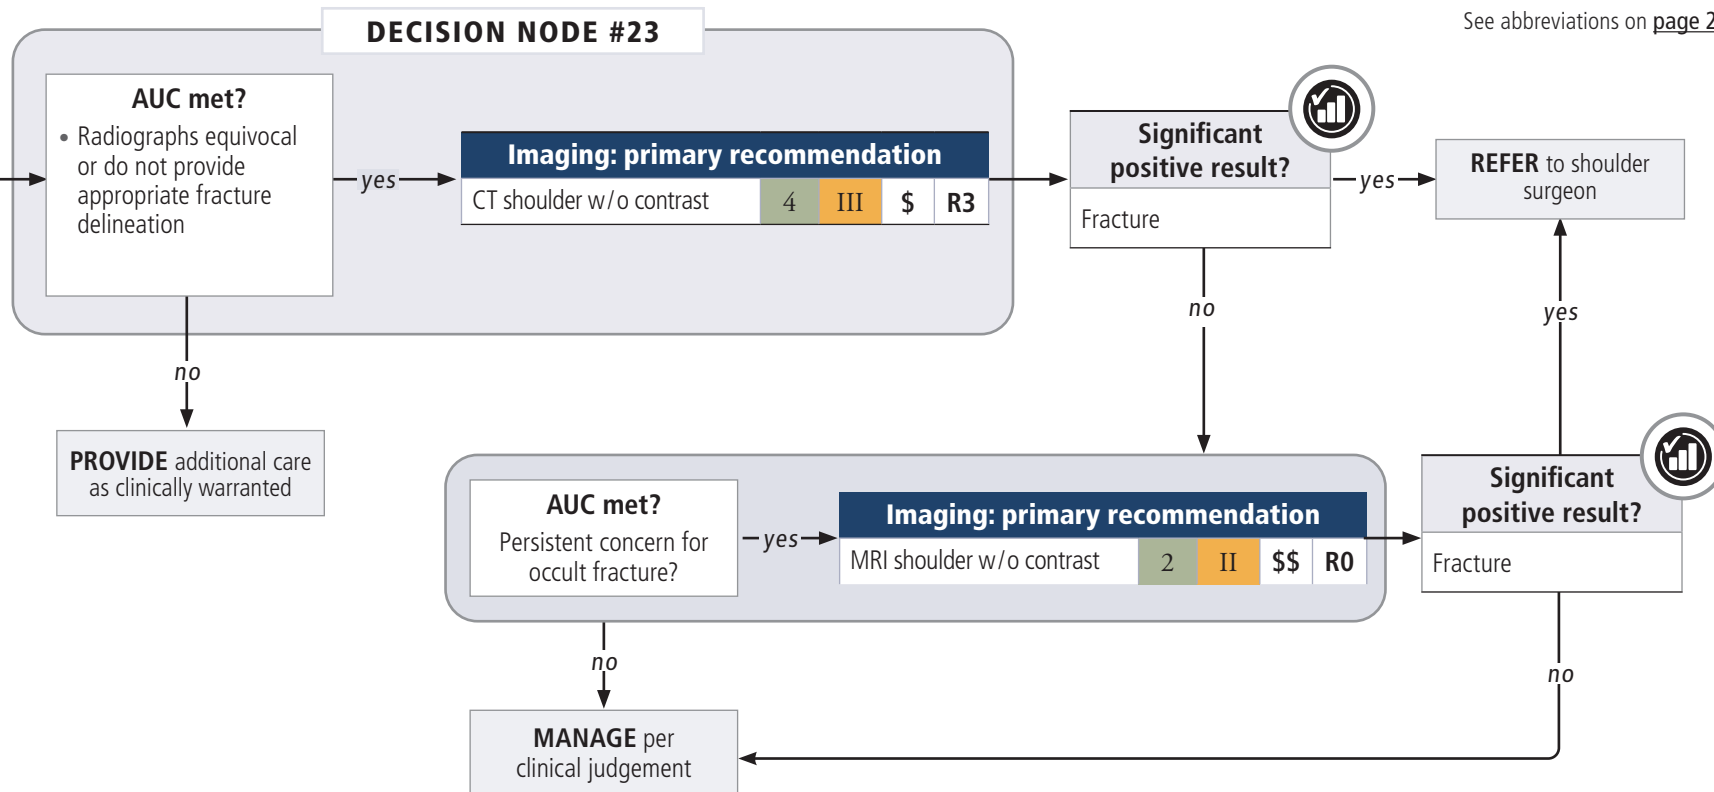 DECISION NODE #23
See abbreviations on page 2
AUC met?
• Radiographs equivocal
or do not provide
appropriate fracture
delineation
yes
Imaging: primary recommendation
CT shoulder w/o contrast 4 III $ R3
Significant
positive result?
Fracture
yes
REFER to shoulder
surgeon
no
PROVIDE additional care
as clinically warranted
no
yes
AUC met?
Persistent concern for
occult fracture?
yes
Imaging: primary recommendation
MRI shoulder w/o contrast 2 II $$ R0
Significant
positive result?
Fracture
no
MANAGE per
clinical judgement
no